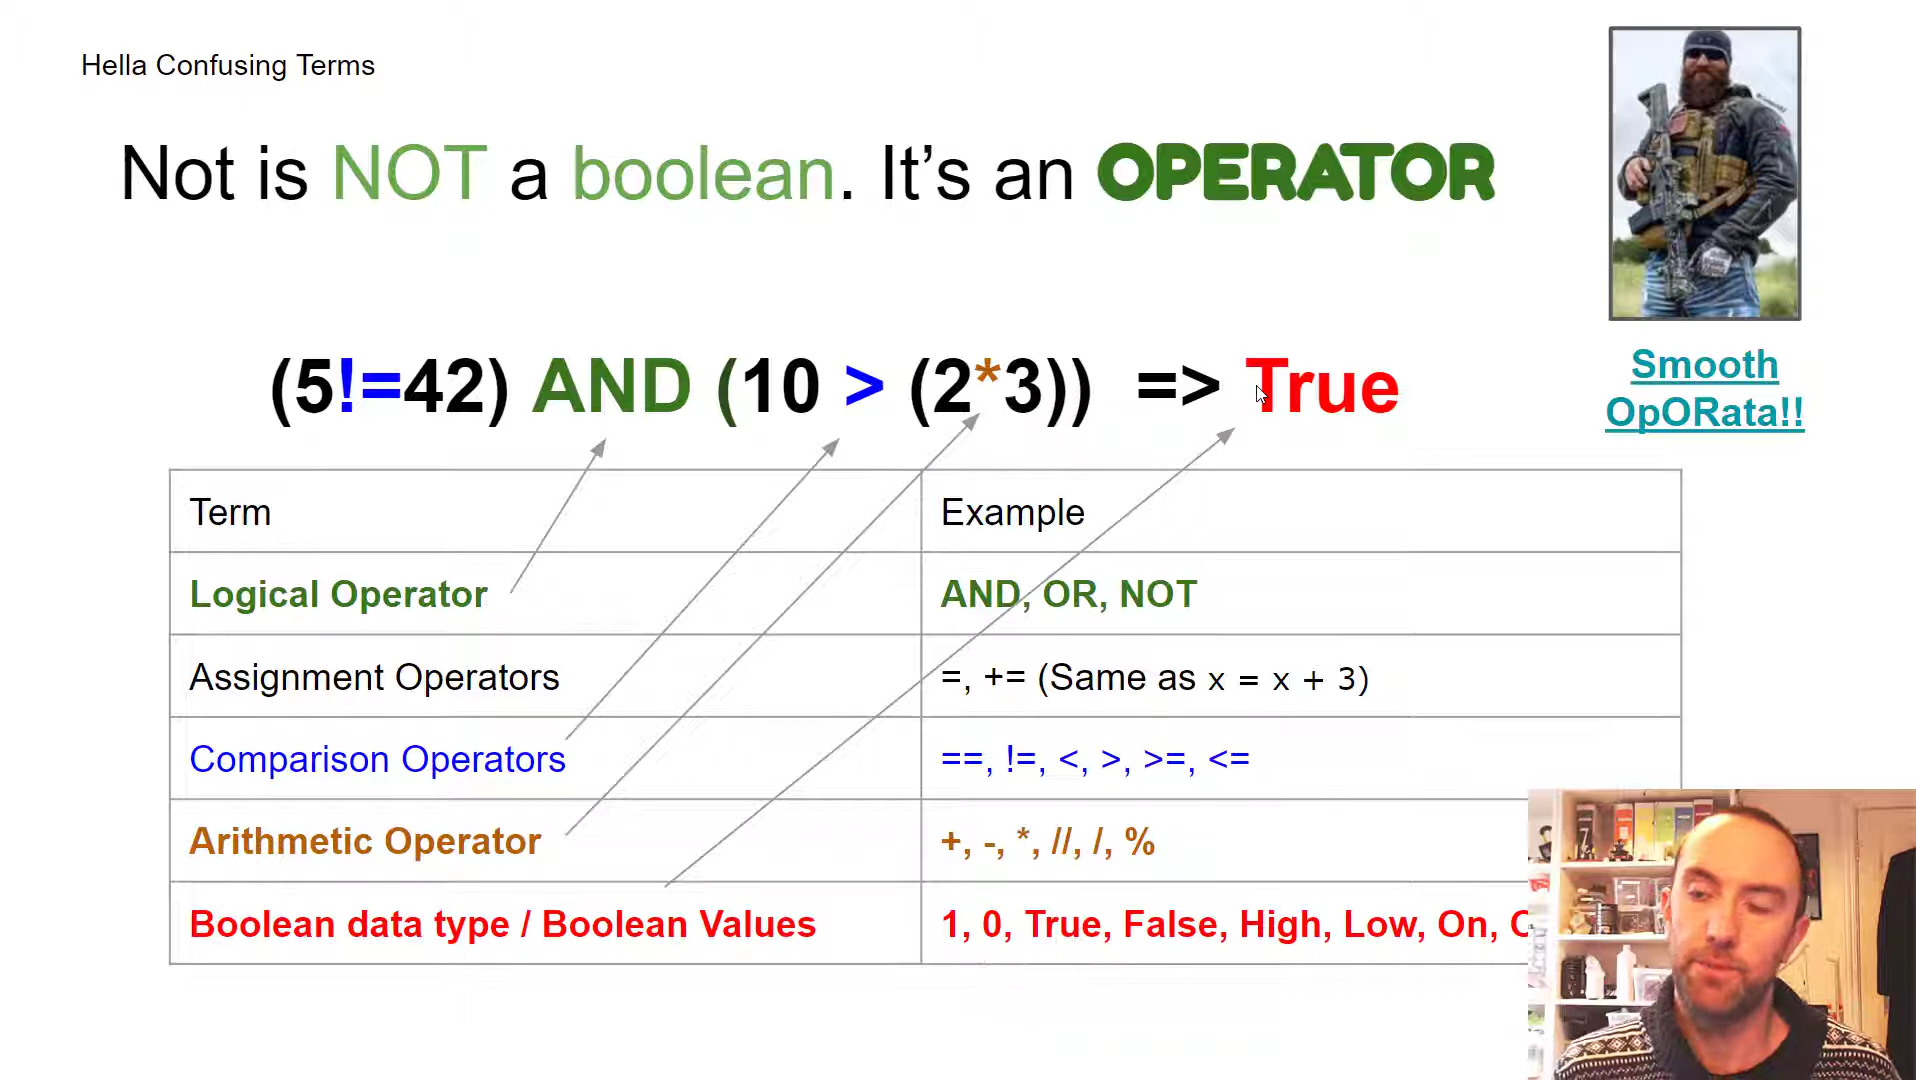 Hella Confusing Terms
Not is NOT a boolean. It's an OPERATOR
(5!=42) AND (10 > (2*3)) => True
Smooth
OpORata!!
Term Example
Logical Operator AND, OR, NOT
Assignment Operators =, += (Same as x = x + 3)
Comparison Operators ==, !=, <, >, >=, <=
Arithmetic Operator +, -, *, //, /, %
Boolean data type / Boolean Values 1, 0, True, False, High, Low, On,